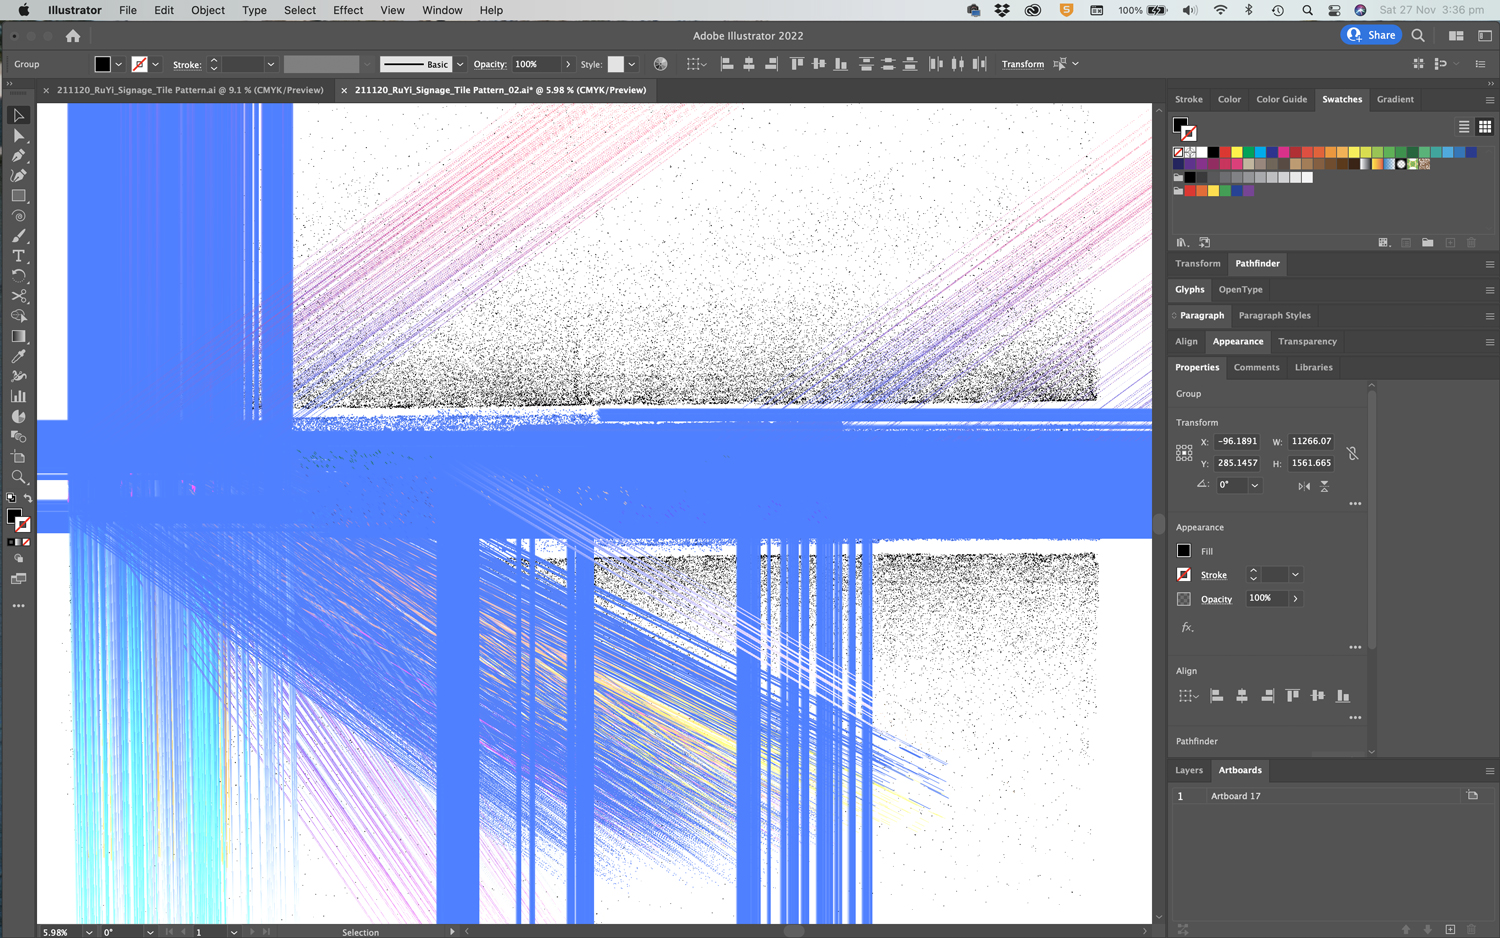 Illustrator File Edit Object Type Select Effect View Window Help 100% Sat 27 Nov 3:36 pm
Adobe Illustrator 2022 Share
Group Stroke: Basic Opacity: 100% Style: Transform
× 211120_RuYi_Signage_Tile Pattern.ai @ 9.1 % (CMYK/Preview) × 211120_RuYi_Signage_Tile Pattern_02.ai* @ 5.98 % (CMYK/Preview)
Stroke Color Color Guide Swatches Gradient
Transform Pathfinder
Glyphs OpenType
Paragraph Paragraph Styles
Align Appearance Transparency
Properties Comments Libraries
Group
Transform
X: -96.1891 W: 11266.07
Y: 285.1457 H: 1561.665
0°
Appearance
Fill
Stroke
Opacity 100%
fx.
Align
Pathfinder
Layers Artboards
1 Artboard 17
5.98% 0° 1 Selection